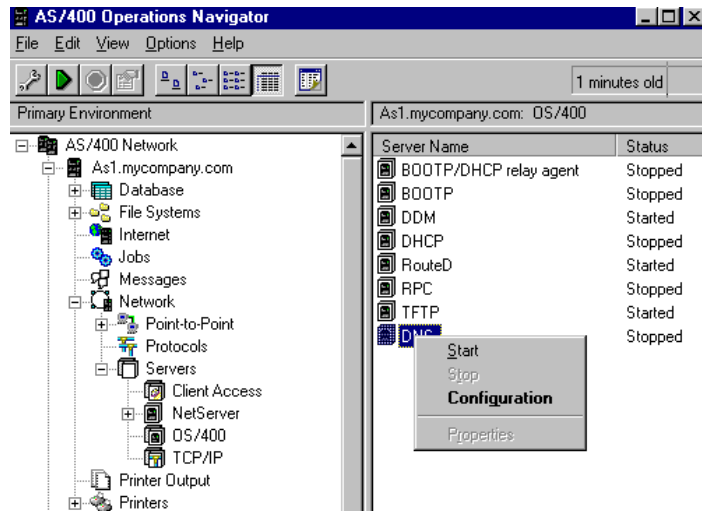 AS/400 Operations Navigator
File Edit View Options Help
1 minutes old
Primary Environment
As1.mycompany.com: OS/400
AS/400 Network
As1.mycompany.com
Database
File Systems
Internet
Jobs
Messages
Network
Point-to-Point
Protocols
Servers
Client Access
NetServer
OS/400
TCP/IP
Printer Output
Printers
Server Name Status
BOOTP/DHCP relay agent Stopped
BOOTP Stopped
DDM Started
DHCP Stopped
RouteD Started
RPC Stopped
TFTP Started
DNS Stopped
Start
Stop
Configuration
Properties